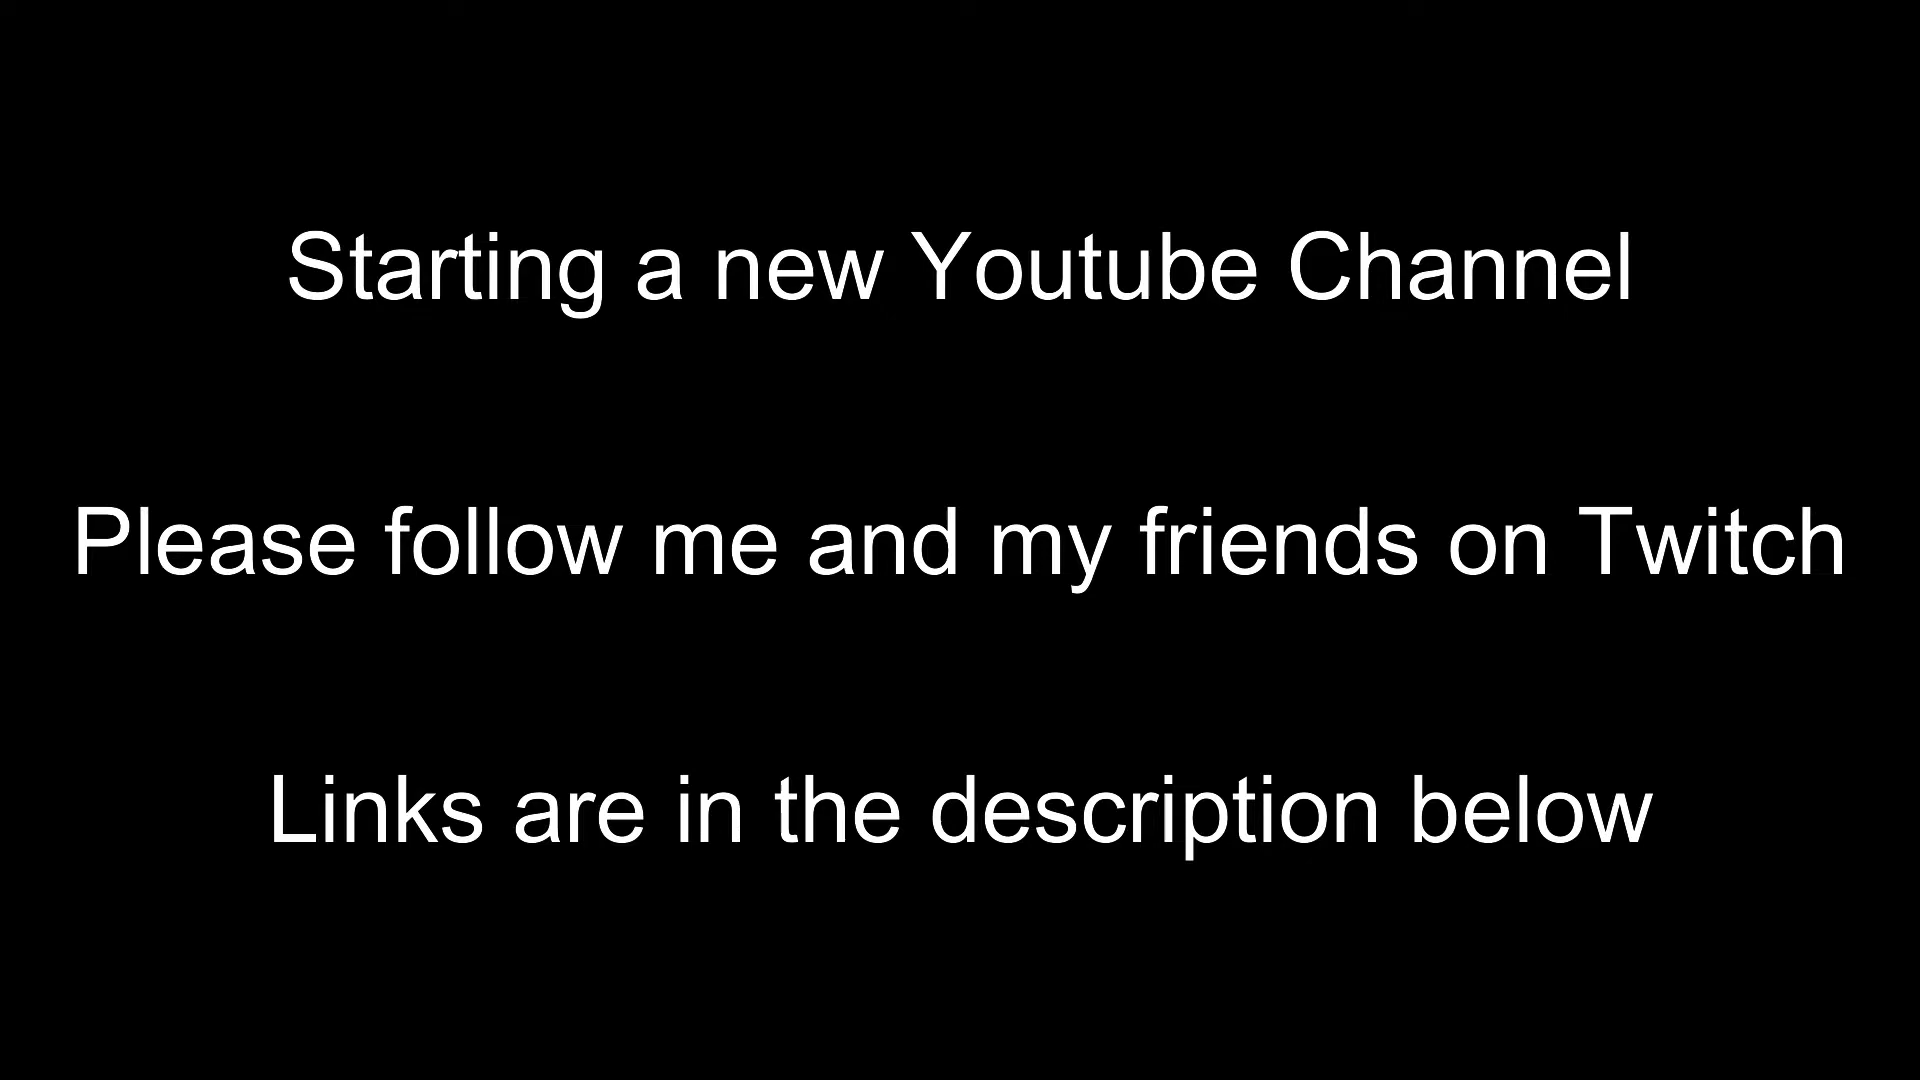 Starting a new Youtube Channel
Please follow me and my friends on Twitch
Links are in the description below